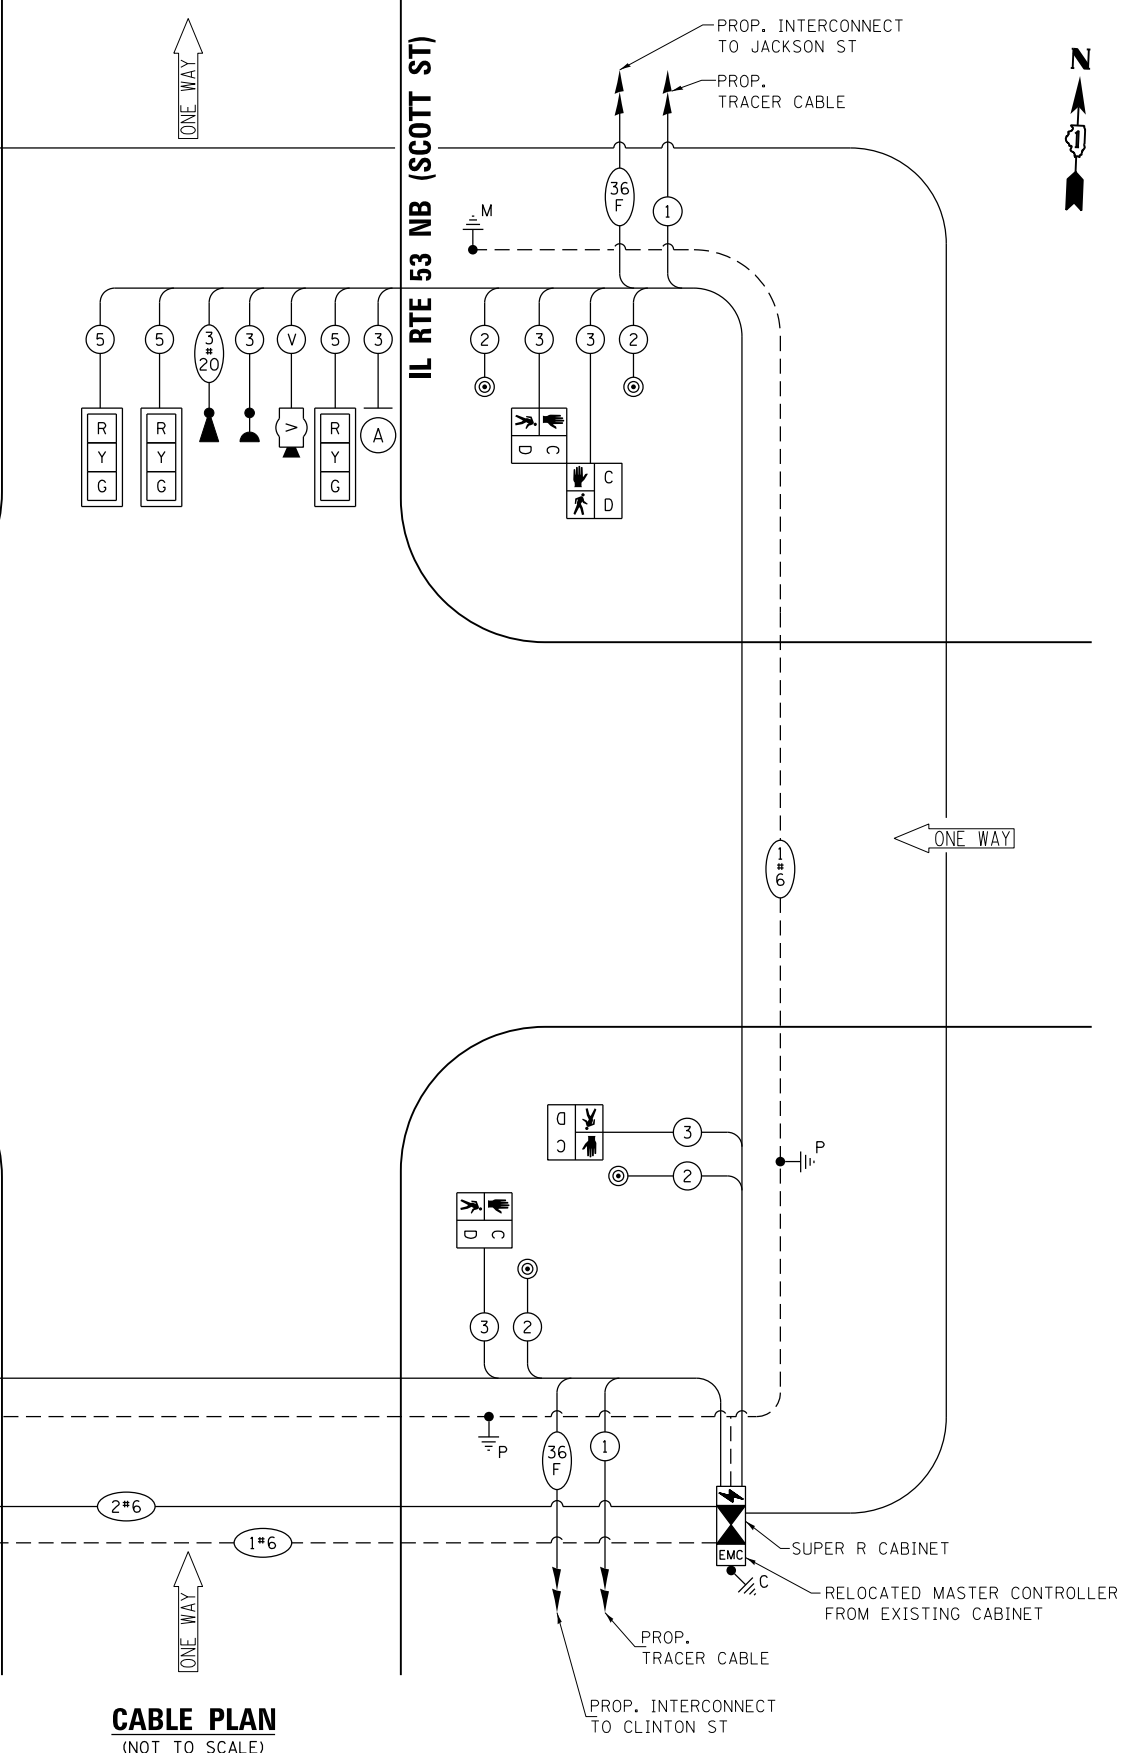 PROP. INTERCONNECT
TO JACKSON ST
PROP.
TRACER CABLE
N
1
ONE WAY
IL RTE 53 NB (SCOTT ST)
36
F
1
M
5
5
3
#
20
3
V
5
3
2
3
3
2
R
Y
G
R
Y
G
V
R
Y
G
A
C
D
C
D
ONE WAY
1
#
6
C
D
3
2
P
C
D
3
2
P
36
F
1
2#6
1#6
EMC
C
SUPER R CABINET
RELOCATED MASTER CONTROLLER
FROM EXISTING CABINET
ONE WAY
PROP.
TRACER CABLE
PROP. INTERCONNECT
TO CLINTON ST
CABLE PLAN
(NOT TO SCALE)